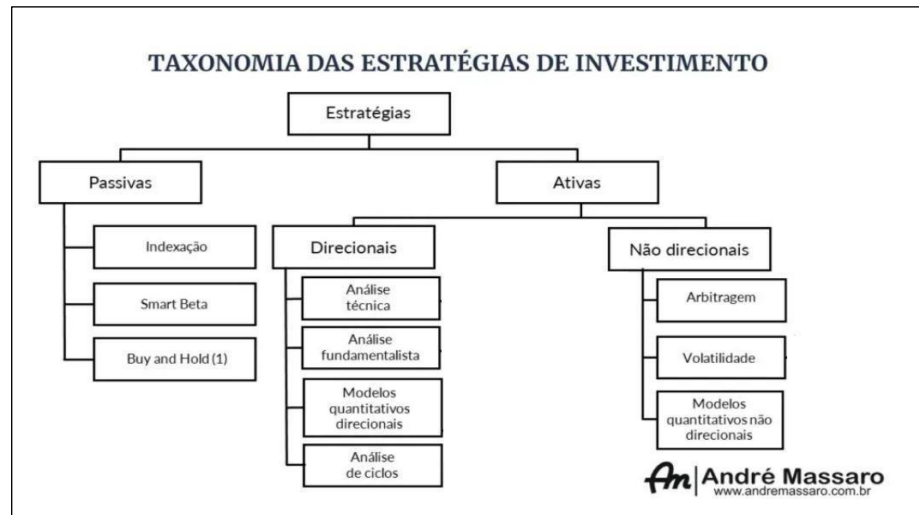 TAXONOMIA DAS ESTRATÉGIAS DE INVESTIMENTO
Estratégias
Passivas
Ativas
Indexação
Smart Beta
Buy and Hold (1)
Direcionais
Análise
técnica
Análise
fundamentalista
Modelos
quantitativos
direcionais
Análise
de ciclos
Não direcionais
Arbitragem
Volatilidade
Modelos
quantitativos não
direcionais
Am André Massaro
www.andremassaro.com.br